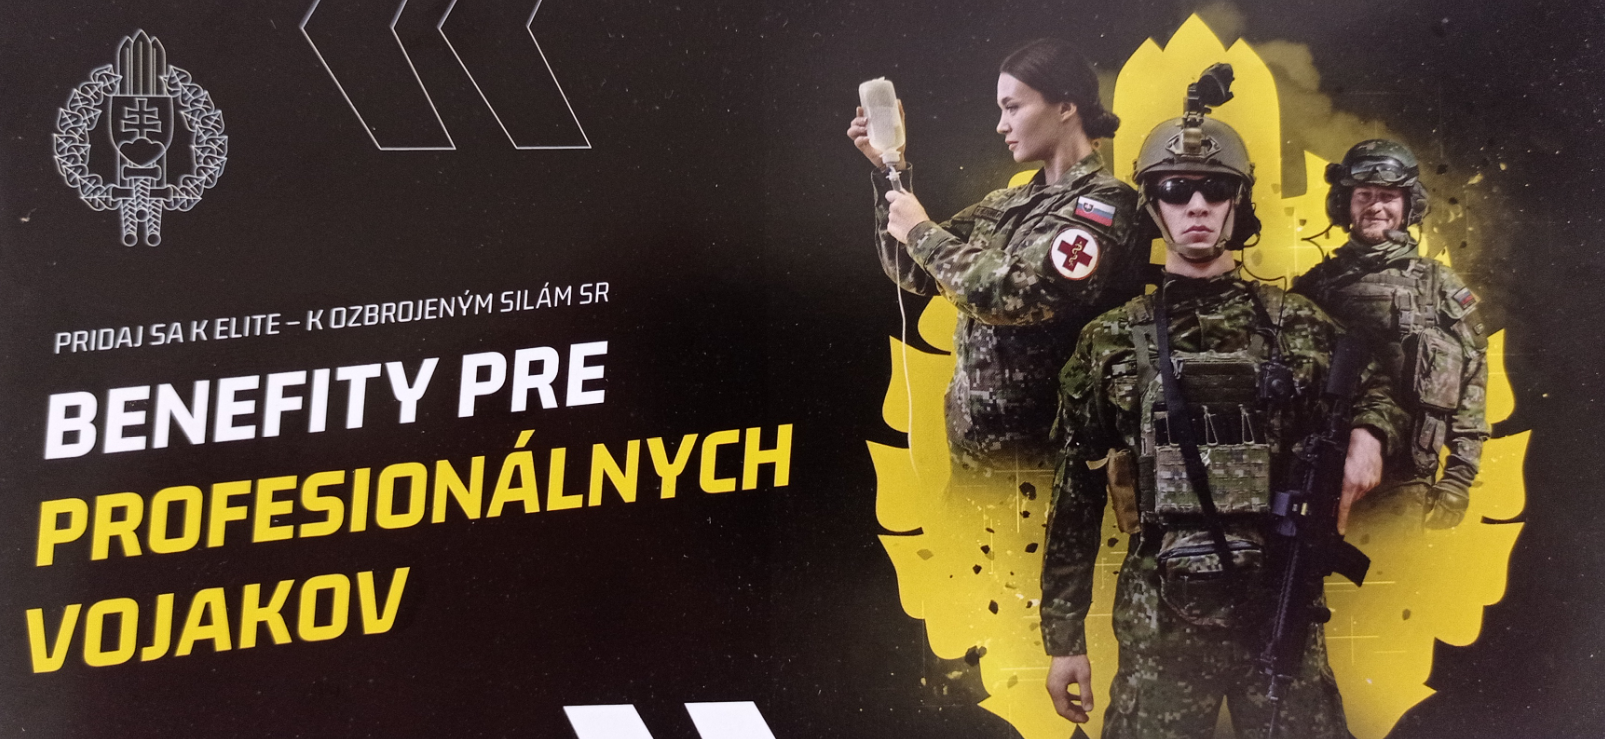 PRIDAJ SA K ELITE – K OZBROJENÝM SILÁM SR
BENEFITY PRE
PROFESIONÁLNYCH
VOJAKOV